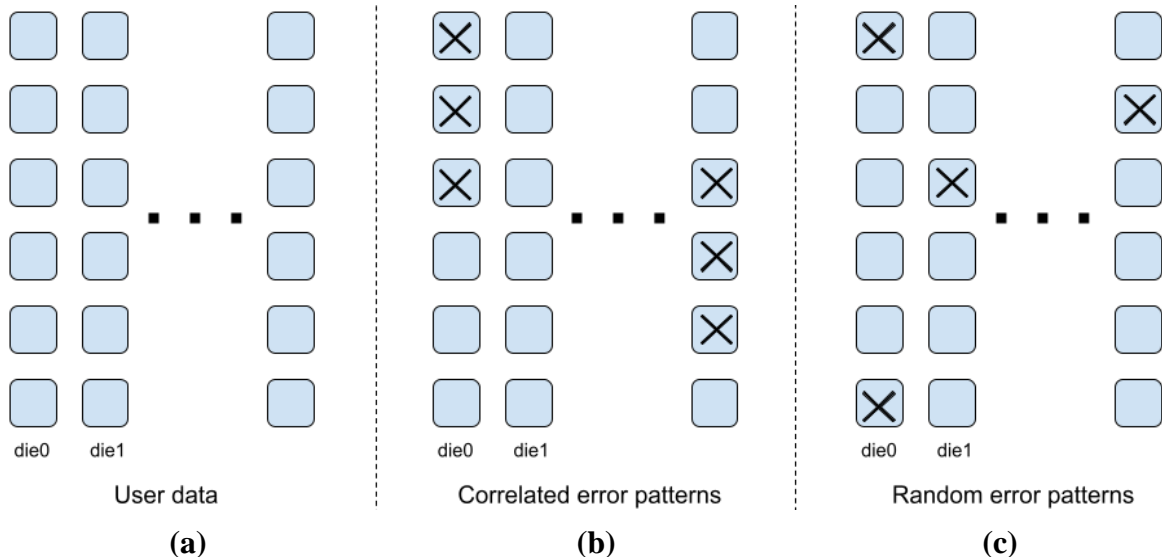 die0 die1
User data
(a)
die0 die1
Correlated error patterns
(b)
die0 die1
Random error patterns
(c)